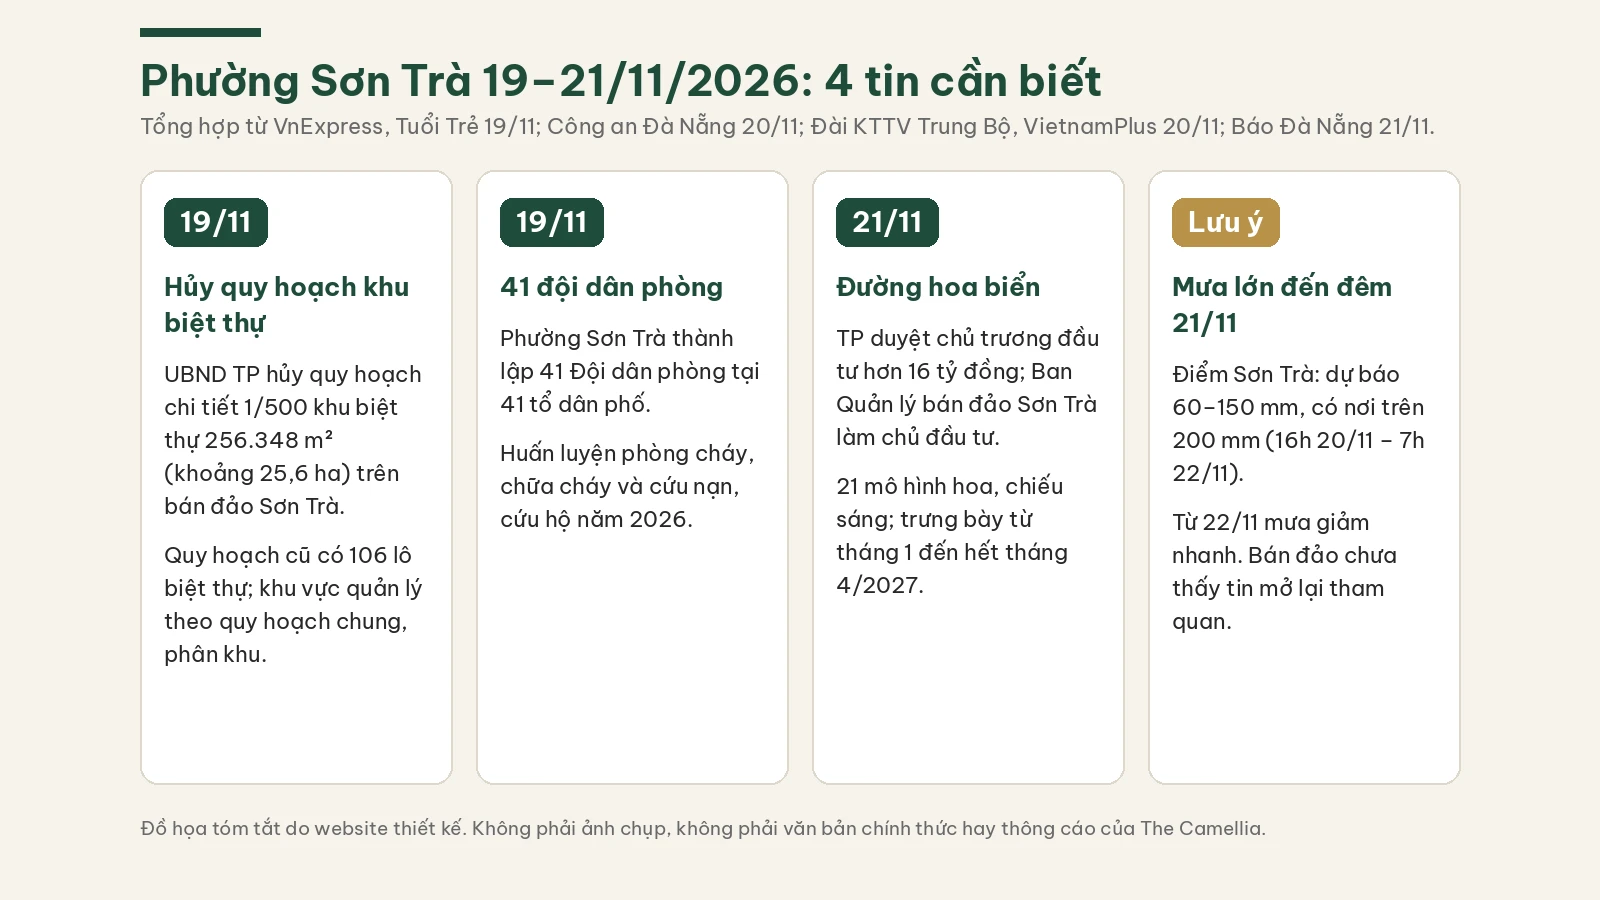 Phường Sơn Trà 19–21/11/2026: 4 tin cần biết
Tổng hợp từ VnExpress, Tuổi Trẻ 19/11; Công an Đà Nẵng 20/11; Đài KTTV Trung Bộ, VietnamPlus 20/11; Báo Đà Nẵng 21/11.
19/11
Hủy quy hoạch khu
biệt thự
UBND TP hủy quy hoạch
chi tiết 1/500 khu biệt
thự 256.348 m²
(khoảng 25,6 ha) trên
bán đảo Sơn Trà.
Quy hoạch cũ có 106 lô
biệt thự; khu vực quản lý
theo quy hoạch chung,
phân khu.
19/11
41 đội dân phòng
Phường Sơn Trà thành
lập 41 Đội dân phòng tại
41 tổ dân phố.
Huấn luyện phòng cháy,
chữa cháy và cứu nạn,
cứu hộ năm 2026.
21/11
Đường hoa biển
TP duyệt chủ trương đầu
tư hơn 16 tỷ đồng; Ban
Quản lý bán đảo Sơn Trà
làm chủ đầu tư.
21 mô hình hoa, chiếu
sáng; trưng bày từ
tháng 1 đến hết tháng
4/2027.
Lưu ý
Mưa lớn đến đêm
21/11
Điểm Sơn Trà: dự báo
60–150 mm, có nơi trên
200 mm (16h 20/11 – 7h
22/11).
Từ 22/11 mưa giảm
nhanh. Bán đảo chưa
thấy tin mở lại tham
quan.
Đồ họa tóm tắt do website thiết kế. Không phải ảnh chụp, không phải văn bản chính thức hay thông cáo của The Camellia.